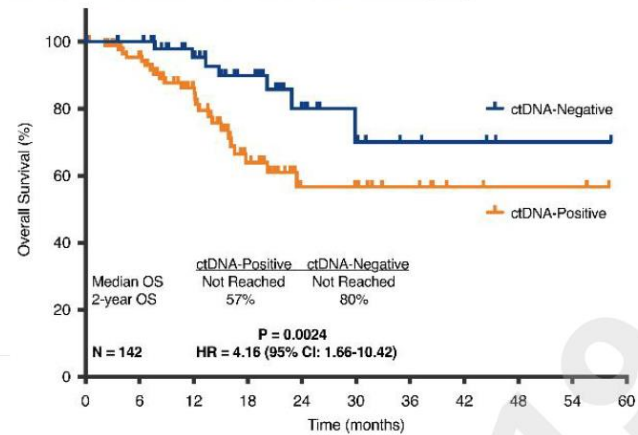 100
80
60
40
20
0
Overall Survival (%)
ctDNA-Negative
ctDNA-Positive
ctDNA-Positive ctDNA-Negative
Median OS Not Reached Not Reached
2-year OS 57% 80%
P = 0.0024
N = 142 HR = 4.16 (95% CI: 1.66-10.42)
0 6 12 18 24 30 36 42 48 54 60
Time (months)